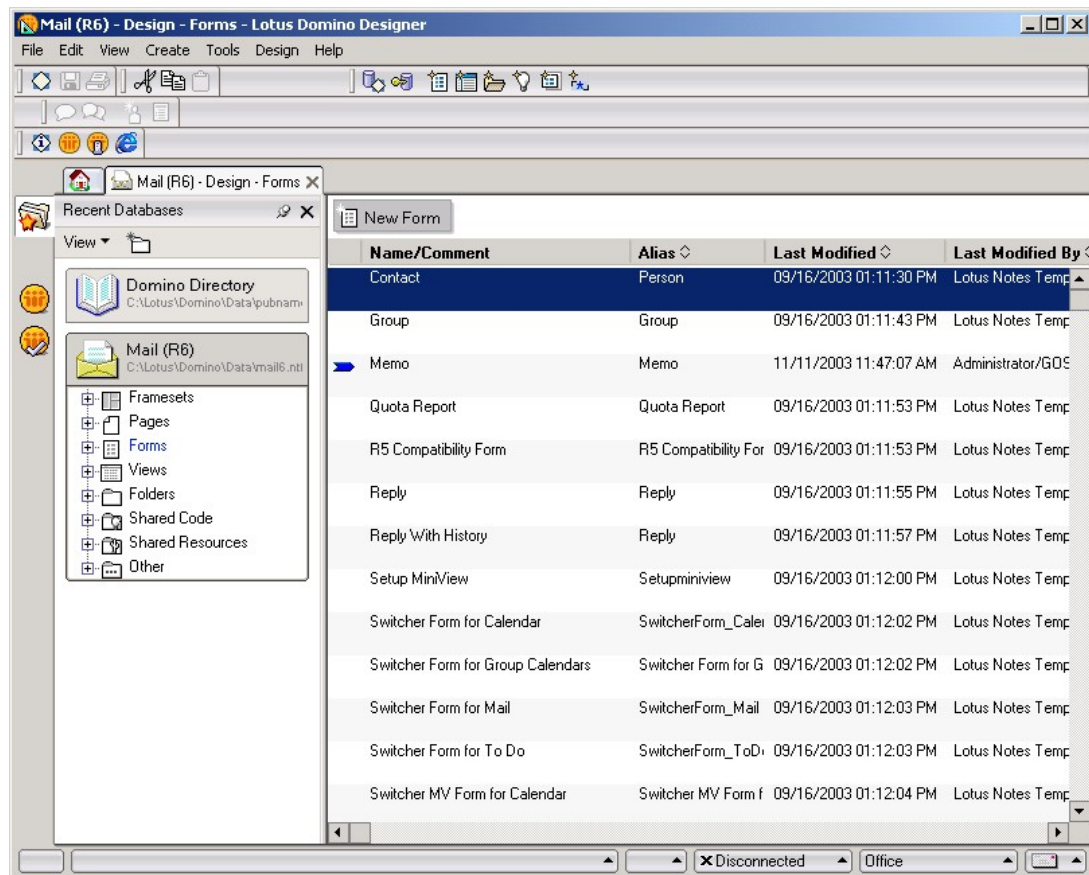 Mail (R6) - Design - Forms - Lotus Domino Designer
File Edit View Create Tools Design Help
Mail (R6) - Design - Forms
Recent Databases
View
Domino Directory
C:\Lotus\Domino\Data\pubnam
Mail (R6)
C:\Lotus\Domino\Data\mail6.nt
Framesets
Pages
Forms
Views
Folders
Shared Code
Shared Resources
Other
New Form
Name/Comment Alias Last Modified Last Modified By
Contact Person 09/16/2003 01:11:30 PM Lotus Notes Temp
Group Group 09/16/2003 01:11:43 PM Lotus Notes Temp
Memo Memo 11/11/2003 11:47:07 AM Administrator/GOS
Quota Report Quota Report 09/16/2003 01:11:53 PM Lotus Notes Temp
R5 Compatibility Form R5 Compatibility For 09/16/2003 01:11:53 PM Lotus Notes Temp
Reply Reply 09/16/2003 01:11:55 PM Lotus Notes Temp
Reply With History Reply 09/16/2003 01:11:57 PM Lotus Notes Temp
Setup MiniView Setupminiview 09/16/2003 01:12:00 PM Lotus Notes Temp
Switcher Form for Calendar SwitcherForm_Cale 09/16/2003 01:12:02 PM Lotus Notes Temp
Switcher Form for Group Calendars Switcher Form for G 09/16/2003 01:12:02 PM Lotus Notes Temp
Switcher Form for Mail SwitcherForm_Mail 09/16/2003 01:12:03 PM Lotus Notes Temp
Switcher Form for To Do SwitcherForm_ToD 09/16/2003 01:12:03 PM Lotus Notes Temp
Switcher MV Form for Calendar Switcher MV Form f 09/16/2003 01:12:04 PM Lotus Notes Temp
Disconnected Office